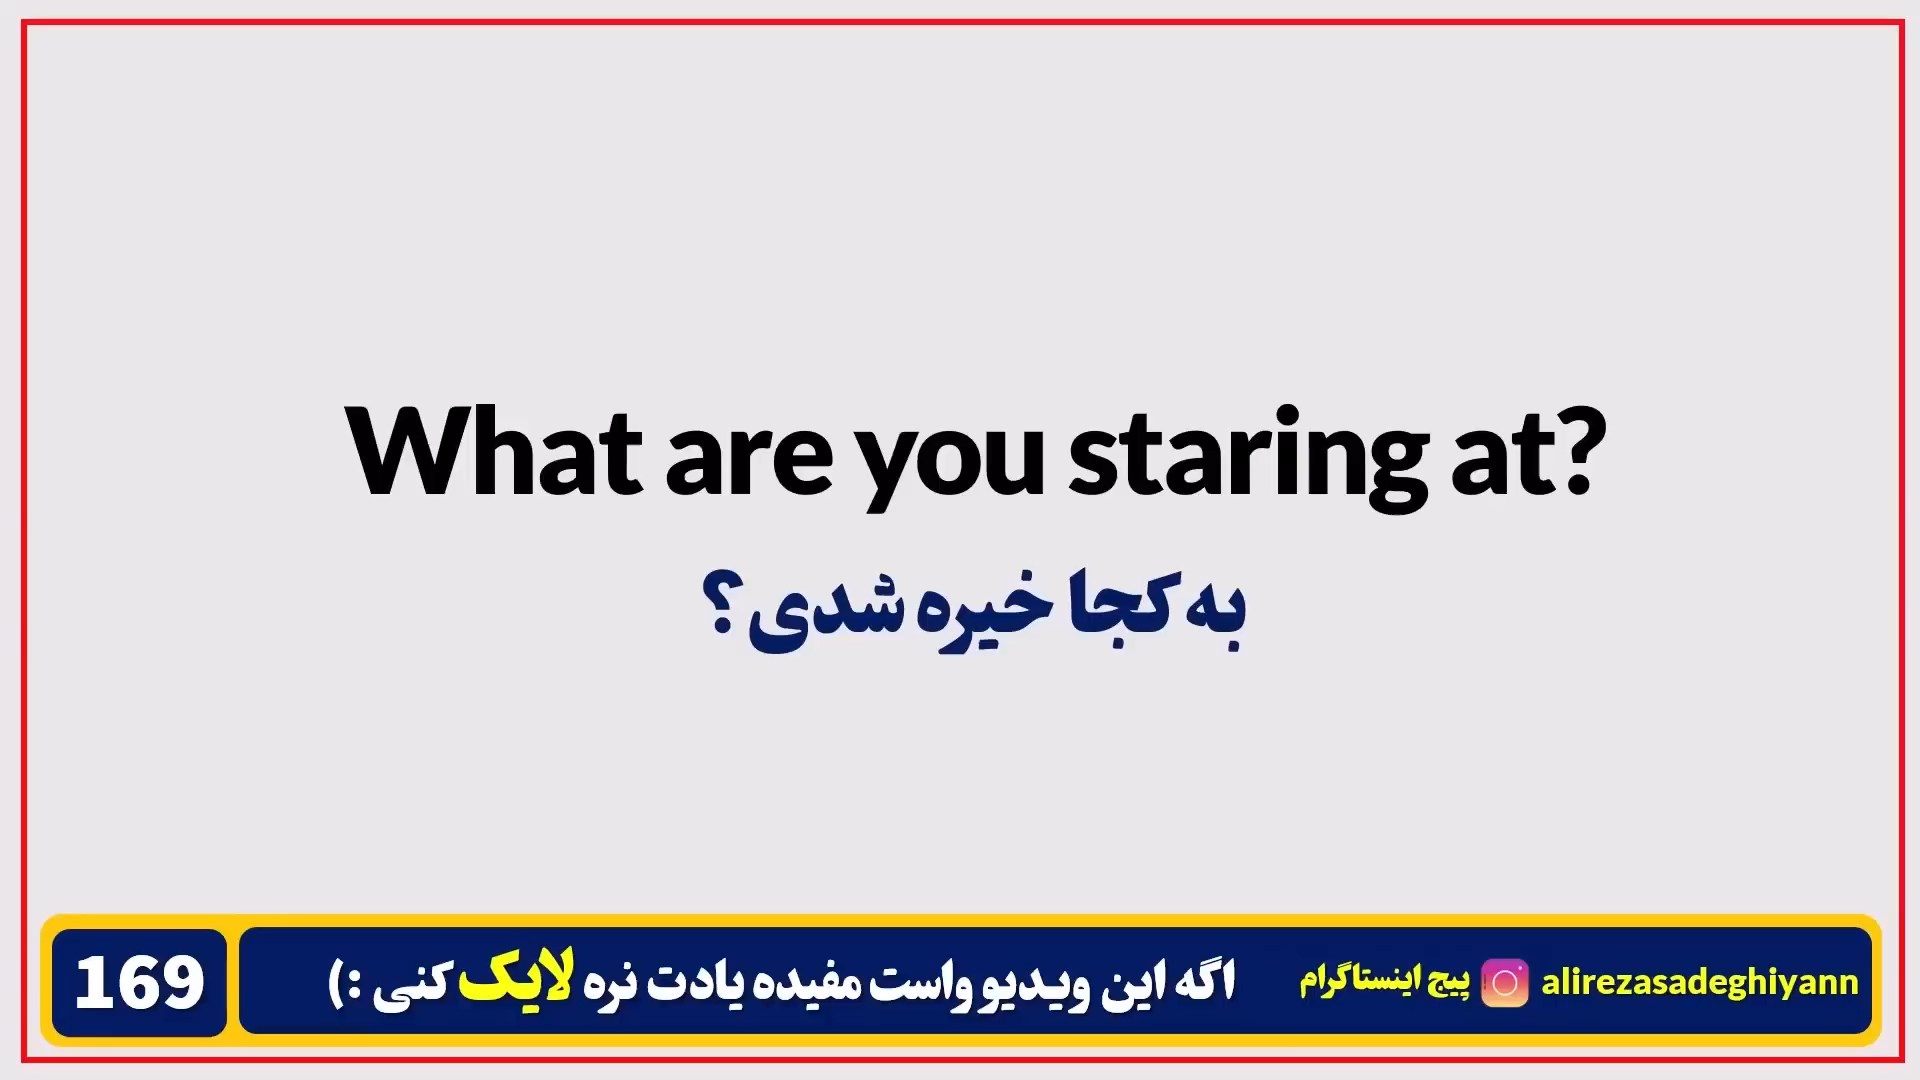 What are you staring at?
به کجا خیره شدی؟
169
اگه این ویدیو واست مفیده یادت نره لایک کنی :)
پیج اینستاگرام alirezasadeghiyann